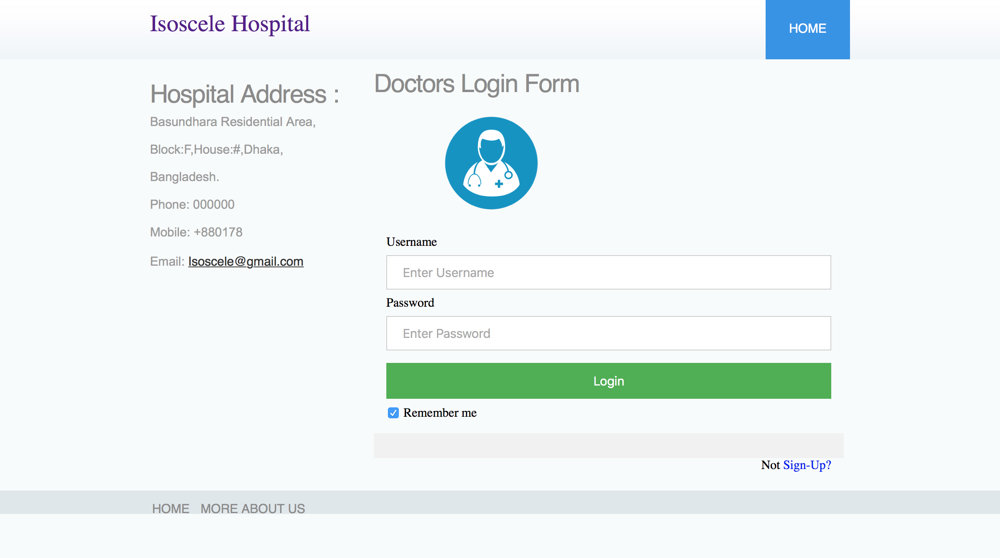 Isoscele Hospital
HOME
Hospital Address :
Basundhara Residential Area,
Block:F,House:#,Dhaka,
Bangladesh.
Phone: 000000
Mobile: +880178
Email: Isoscele@gmail.com
Doctors Login Form
Username
Enter Username
Password
Enter Password
Login
Remember me
Not Sign-Up?
HOME MORE ABOUT US